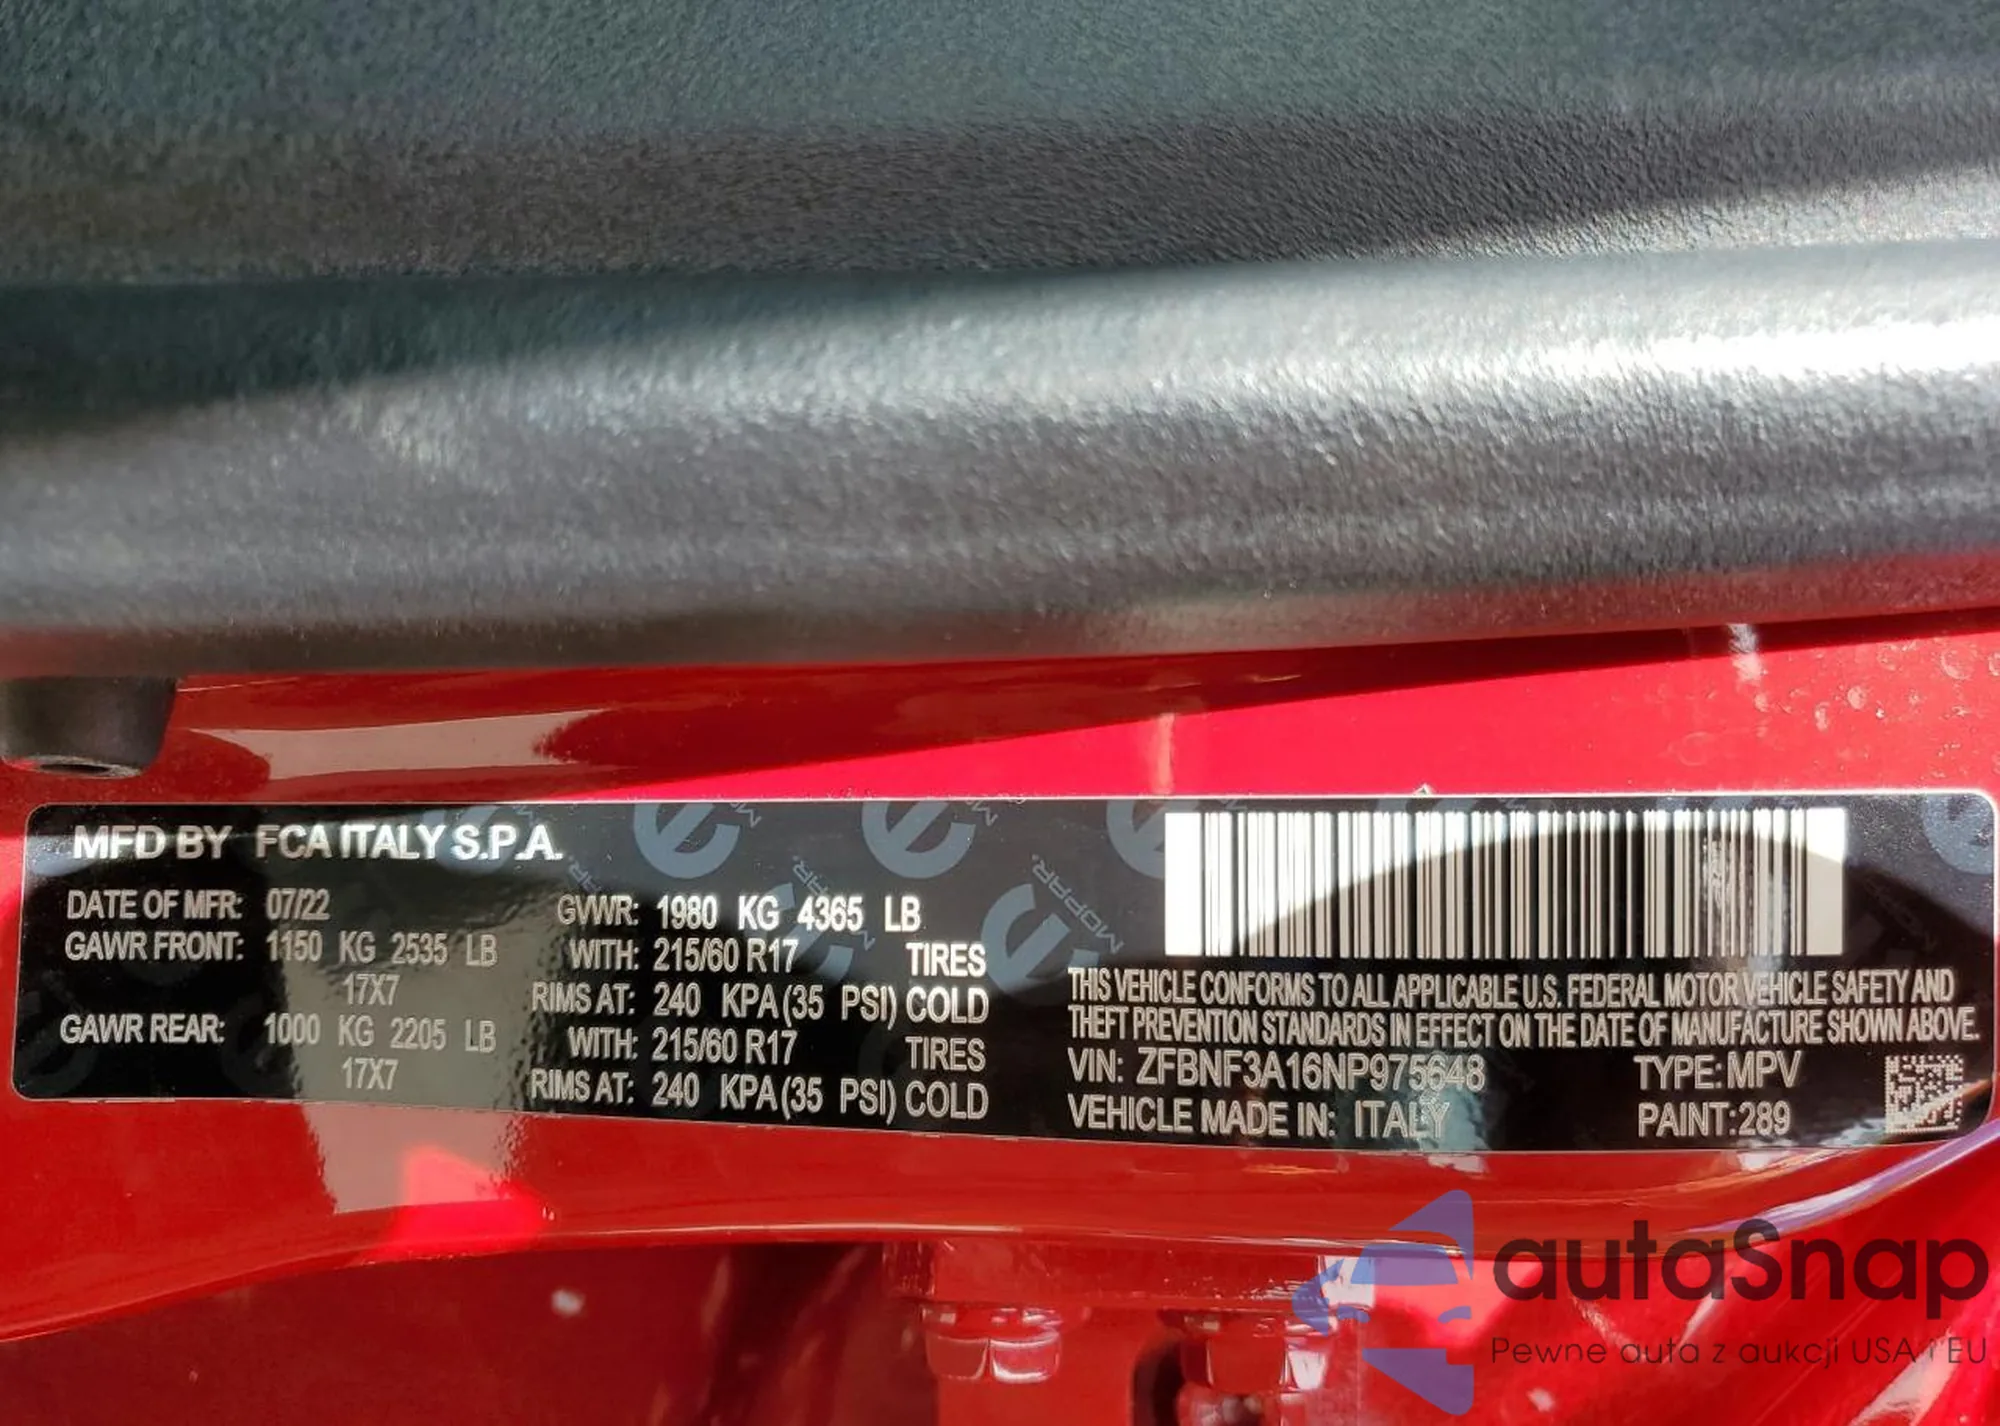 MFD BY FCA ITALY S.P.A.
DATE OF MFR: 07/22
GAWR FRONT: 1150 KG 2535 LB
17X7
GAWR REAR: 1000 KG 2205 LB
17X7
GVWR: 1980 KG 4365 LB
WITH: 215/60 R17 TIRES
RIMS AT: 240 KPA (35 PSI) COLD
WITH: 215/60 R17 TIRES
RIMS AT: 240 KPA (35 PSI) COLD
THIS VEHICLE CONFORMS TO ALL APPLICABLE U.S. FEDERAL MOTOR VEHICLE SAFETY AND
THEFT PREVENTION STANDARDS IN EFFECT ON THE DATE OF MANUFACTURE SHOWN ABOVE.
VIN: ZFBNF3A16NP975648 TYPE: MPV
VEHICLE MADE IN: ITALY PAINT: 289
MOPAR
MOPAR
MOPAR
autaSnap
Pewne auta z aukcji USA i EU